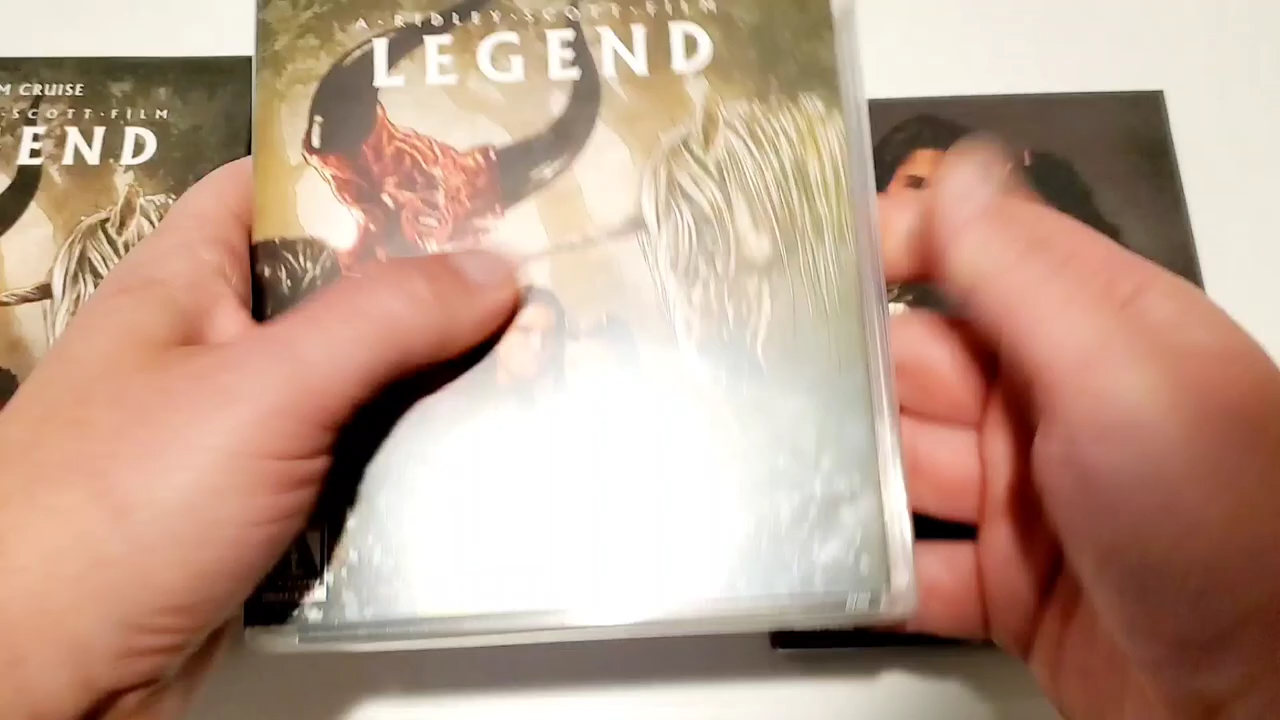 A·RIDLEY·SCOTT·FILM
LEGEND
M CRUISE
·SCOTT·FILM
END